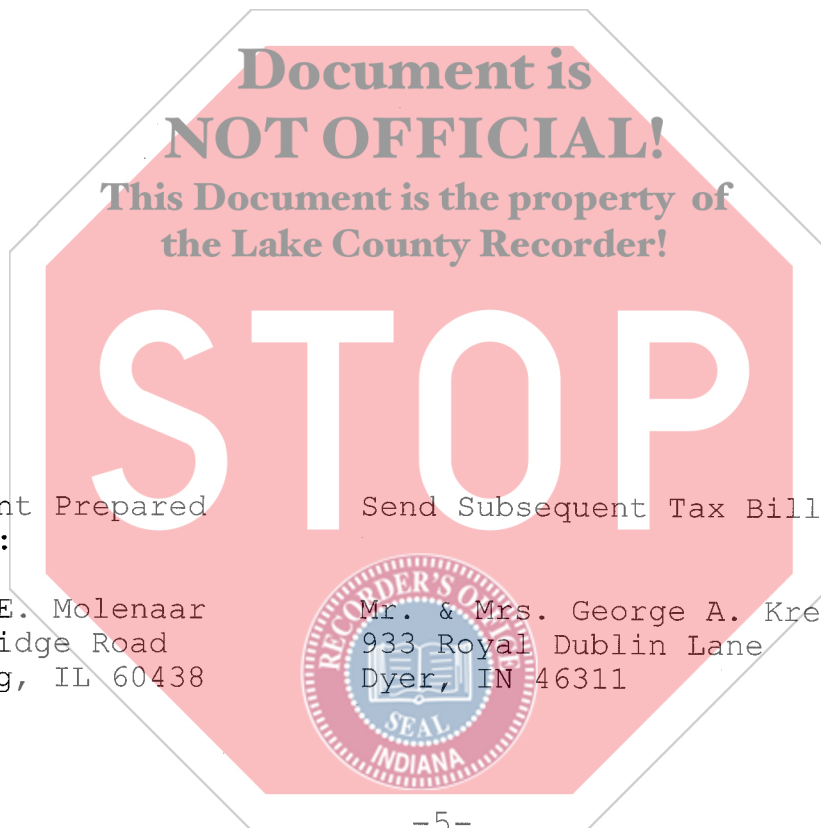 Document is
NOT OFFICIAL!
This Document is the property of
the Lake County Recorder!
STOP
nt Prepared
:
E. Molenaar
idge Road
g, IL 60438
Send Subsequent Tax Bill
Mr. & Mrs. George A. Kre
933 Royal Dublin Lane
Dyer, IN 46311
RECORDER'S OFFICE
SEAL
INDIANA
-5-